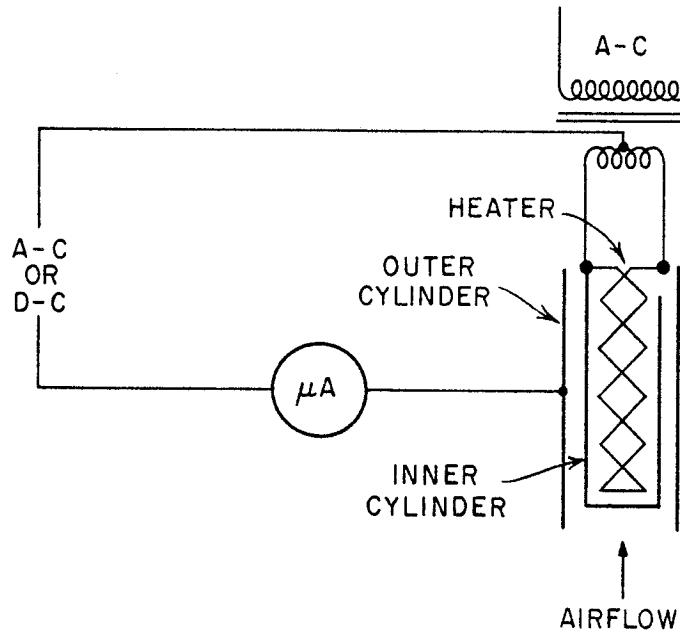 A-C
HEATER
A-C
OR
D-C
OUTER
CYLINDER
μA
INNER
CYLINDER
AIRFLOW